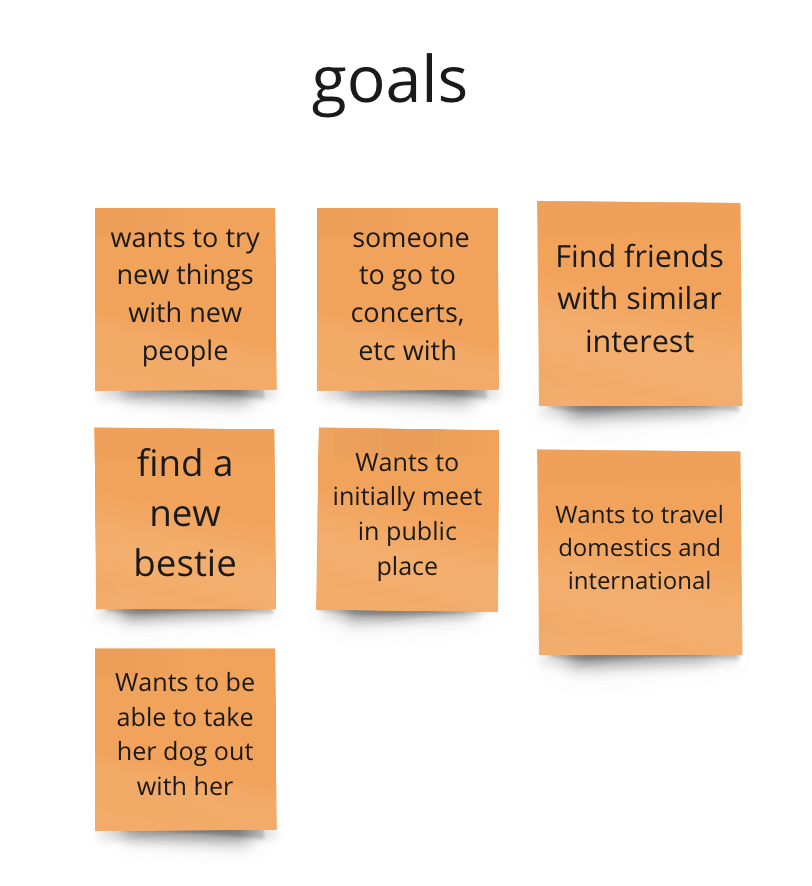 goals
wants to try
new things
with new
people
someone
to go to
concerts,
etc with
Find friends
with similar
interest
find a
new
bestie
Wants to
initially meet
in public
place
Wants to travel
domestics and
international
Wants to be
able to take
her dog out
with her